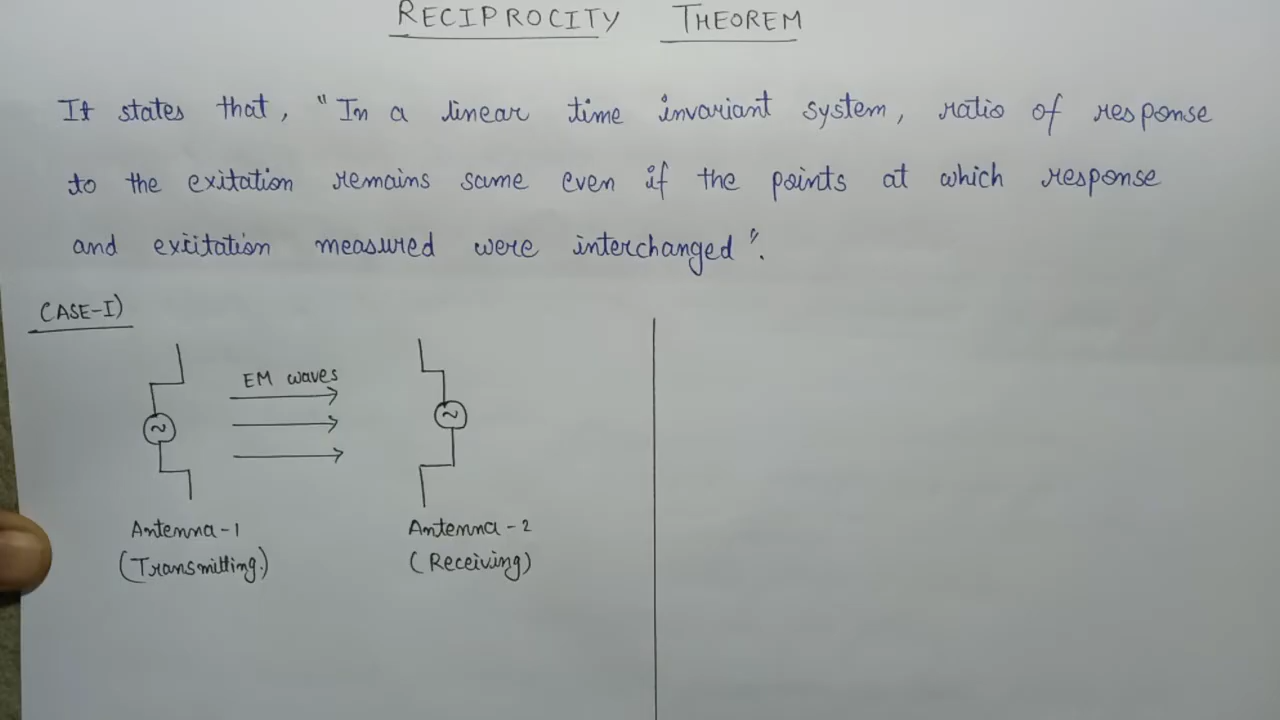 RECIPROCITY THEOREM
It states that, "In a linear time invariant system, ratio of response
to the exitation remains same even if the points at which response
and excitation measured were interchanged".
CASE-I)
EM waves
~
~
Antenna-1
(Transmitting.)
Antenna-2
(Receiving)